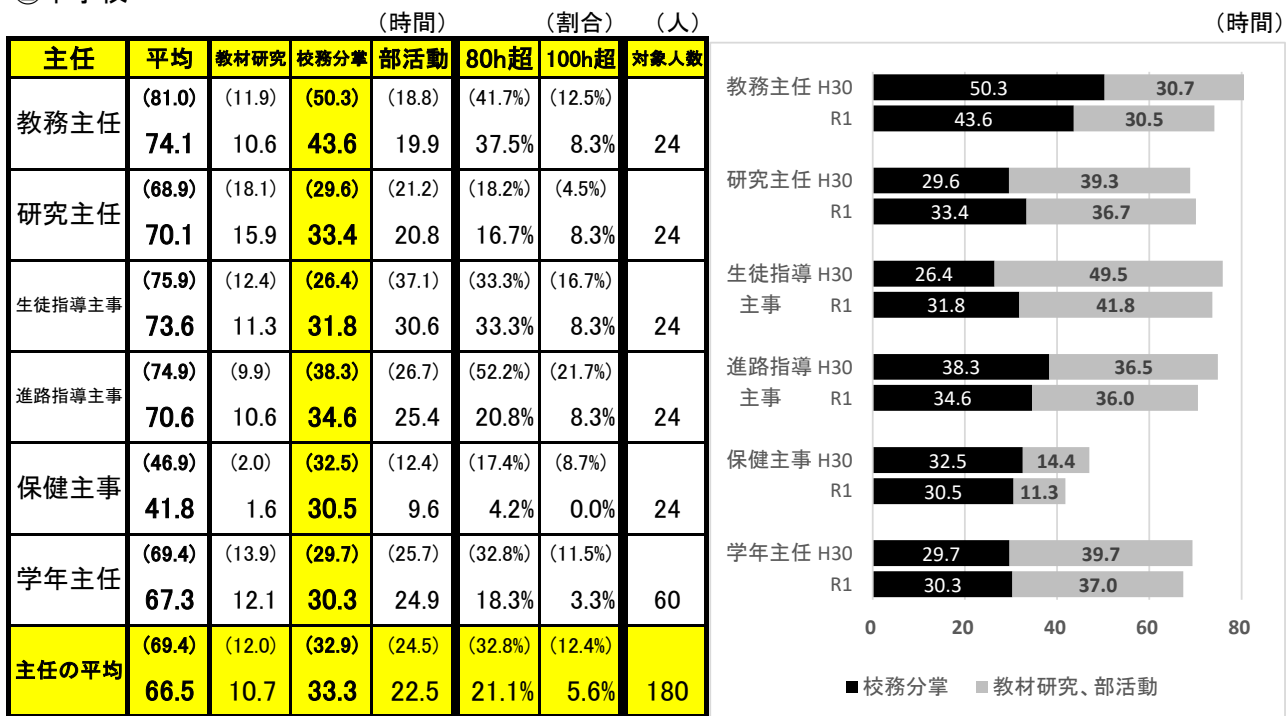 (時間) (割合) (人)
主任 平均 教材研究 校務分掌 部活動 80h超 100h超 対象人数
教務主任
(81.0) (11.9) (50.3) (18.8) (41.7%) (12.5%)
74.1 10.6 43.6 19.9 37.5% 8.3% 24
研究主任
(68.9) (18.1) (29.6) (21.2) (18.2%) (4.5%)
70.1 15.9 33.4 20.8 16.7% 8.3% 24
生徒指導主事
(75.9) (12.4) (26.4) (37.1) (33.3%) (16.7%)
73.6 11.3 31.8 30.6 33.3% 8.3% 24
進路指導主事
(74.9) (9.9) (38.3) (26.7) (52.2%) (21.7%)
70.6 10.6 34.6 25.4 20.8% 8.3% 24
保健主事
(46.9) (2.0) (32.5) (12.4) (17.4%) (8.7%)
41.8 1.6 30.5 9.6 4.2% 0.0% 24
学年主任
(69.4) (13.9) (29.7) (25.7) (32.8%) (11.5%)
67.3 12.1 30.3 24.9 18.3% 3.3% 60
主任の平均
(69.4) (12.0) (32.9) (24.5) (32.8%) (12.4%)
66.5 10.7 33.3 22.5 21.1% 5.6% 180
(時間)
教務主任 H30 50.3 30.7
R1 43.6 30.5
研究主任 H30 29.6 39.3
R1 33.4 36.7
生徒指導 H30 26.4 49.5
主事 R1 31.8 41.8
進路指導 H30 38.3 36.5
主事 R1 34.6 36.0
保健主事 H30 32.5 14.4
R1 30.5 11.3
学年主任 H30 29.7 39.7
R1 30.3 37.0
0 20 40 60 80
■校務分掌 ■教材研究、部活動